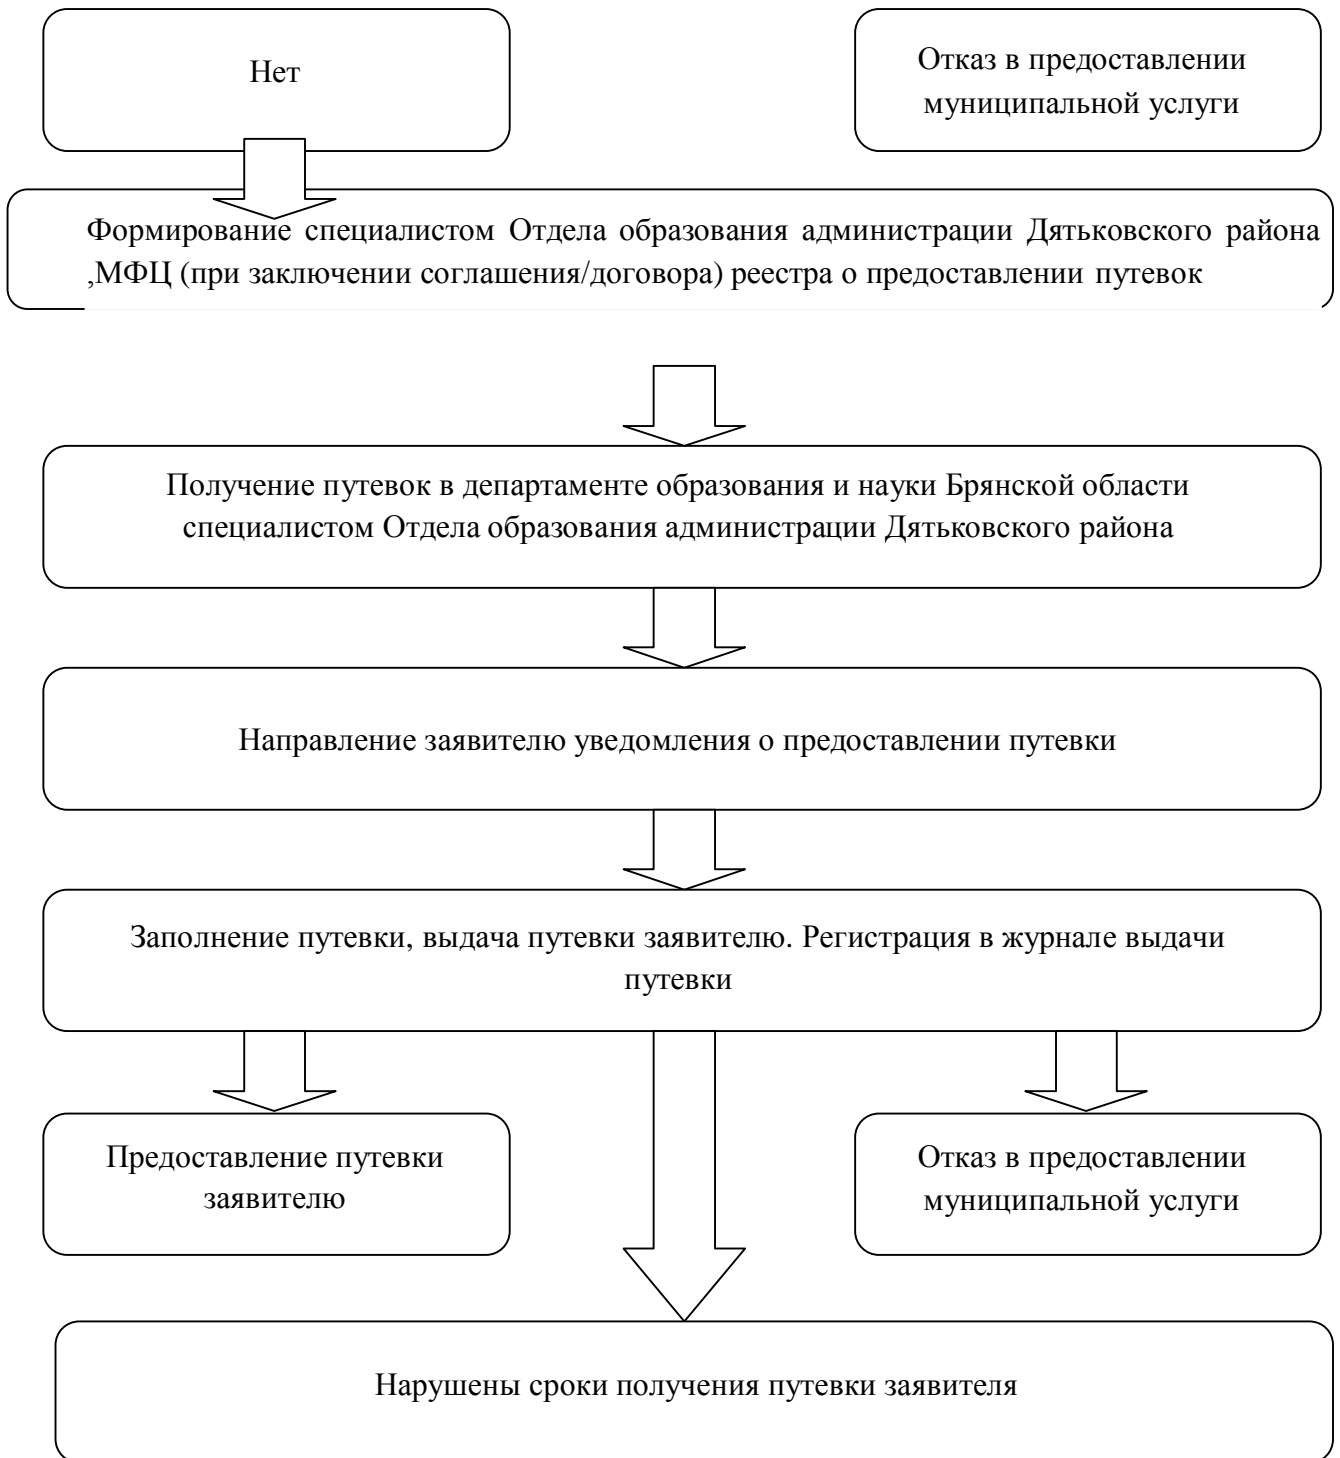 Нет
Отказ в предоставлении
муниципальной услуги
Формирование специалистом Отдела образования администрации Дятьковского района
,МФЦ (при заключении соглашения/договора) реестра о предоставлении путевок
Получение путевок в департаменте образования и науки Брянской области
специалистом Отдела образования администрации Дятьковского района
Направление заявителю уведомления о предоставлении путевки
Заполнение путевки, выдача путевки заявителю. Регистрация в журнале выдачи
путевки
Предоставление путевки
заявителю
Отказ в предоставлении
муниципальной услуги
Нарушены сроки получения путевки заявителя